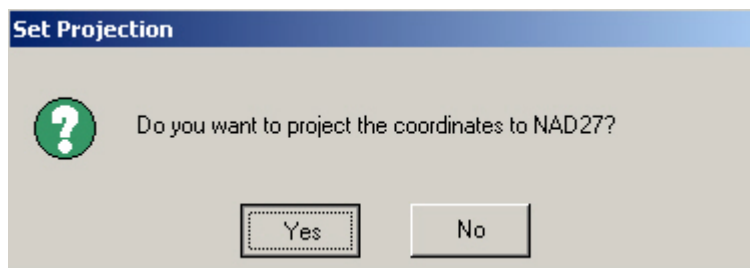 Set Projection
Do you want to project the coordinates to NAD27?
Yes No